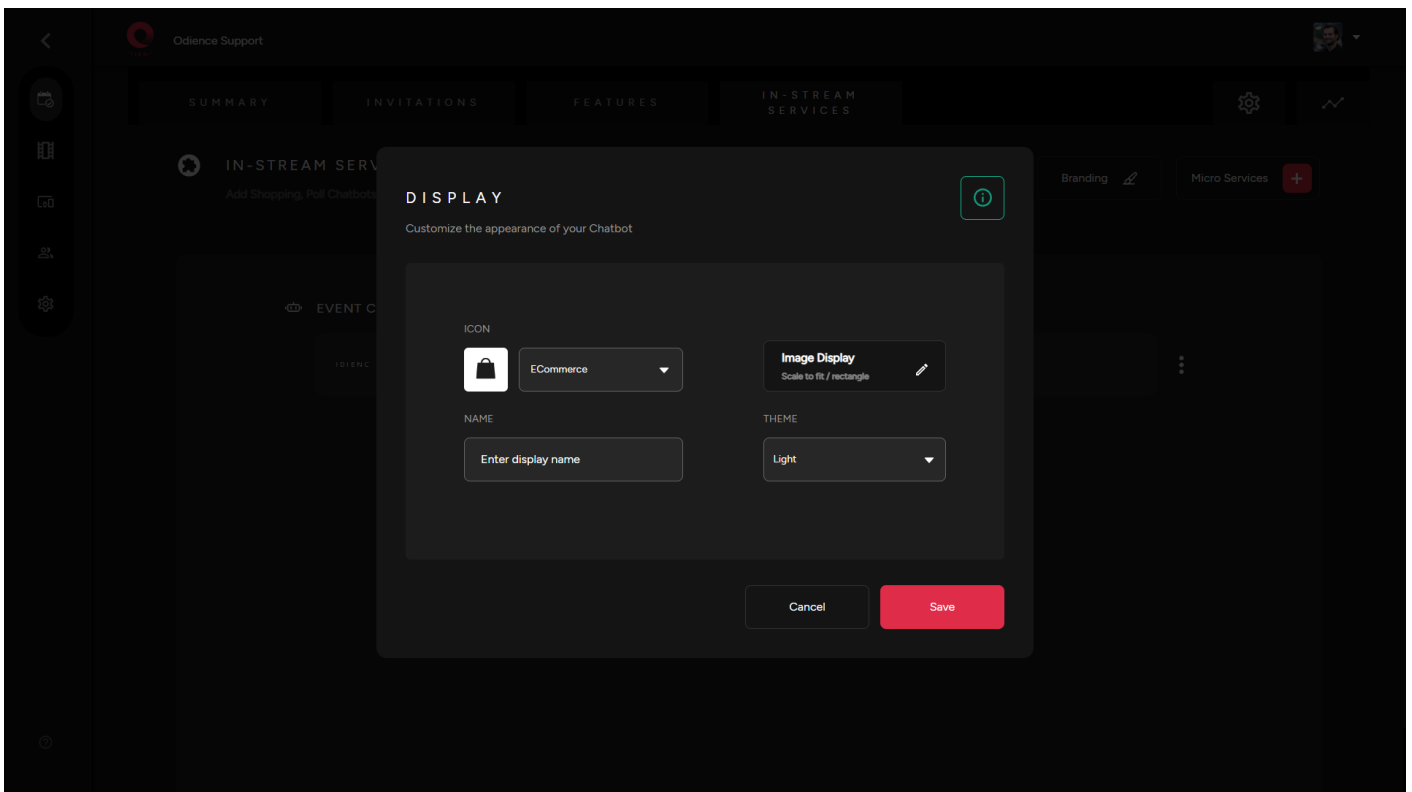 Odience Support
SUMMARY
INVITATIONS
FEATURES
IN-STREAM
SERVICES
IN-STREAM SERV
Add Shopping, Poll Chatbots
Branding
Micro Services
DISPLAY
Customize the appearance of your Chatbot
EVENT C
ICON
ECommerce
Image Display
Scale to fit / rectangle
NAME
THEME
Enter display name
Light
Cancel
Save